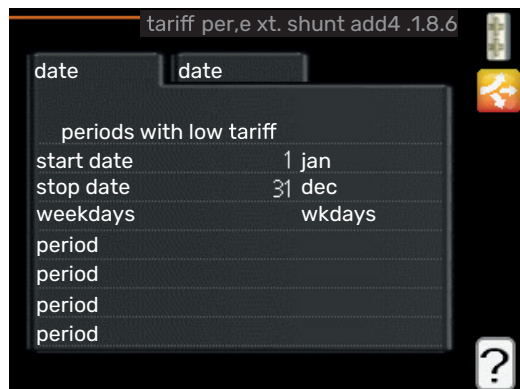 tariff per,e xt. shunt add4 .1.8.6
date date
periods with low tariff
start date 1 jan
stop date 31 dec
weekdays wkdays
period
period
period
period
?